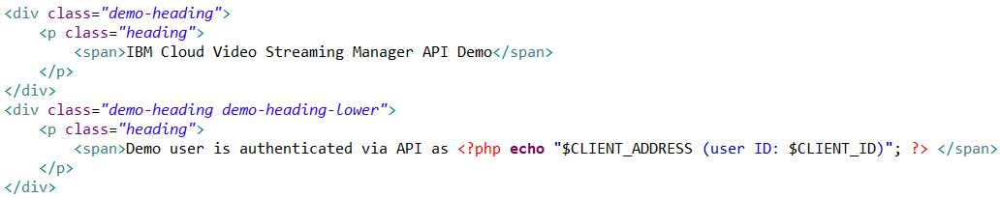 <div class="demo-heading">
    <p class="heading">
        <span>IBM Cloud Video Streaming Manager API Demo</span>
    </p>
</div>
<div class="demo-heading demo-heading-lower">
    <p class="heading">
        <span>Demo user is authenticated via API as <?php echo "$CLIENT_ADDRESS (user ID: $CLIENT_ID)"; ?> </span>
    </p>
</div>